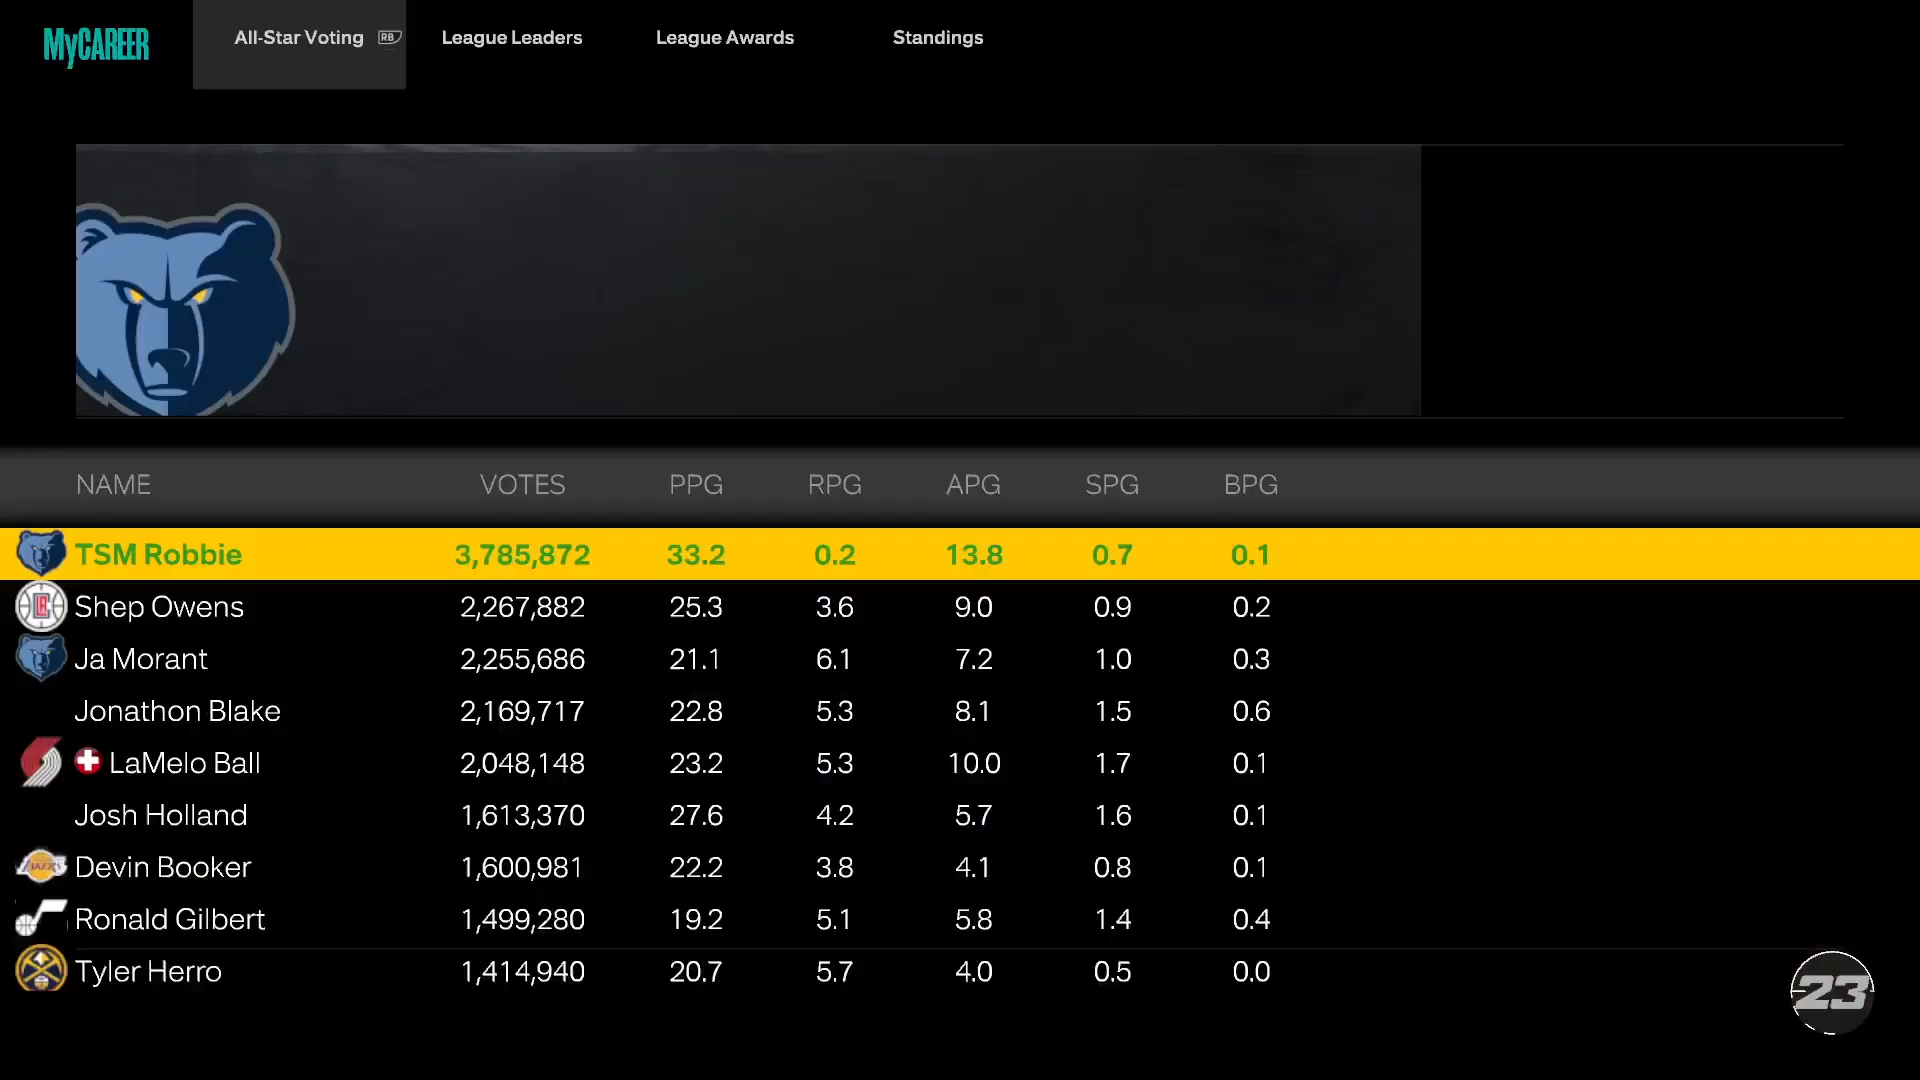 MyCAREER All-Star Voting RB League Leaders League Awards Standings
NAME VOTES PPG RPG APG SPG BPG
TSM Robbie 3,785,872 33.2 0.2 13.8 0.7 0.1
Shep Owens 2,267,882 25.3 3.6 9.0 0.9 0.2
Ja Morant 2,255,686 21.1 6.1 7.2 1.0 0.3
Jonathon Blake 2,169,717 22.8 5.3 8.1 1.5 0.6
LaMelo Ball 2,048,148 23.2 5.3 10.0 1.7 0.1
Josh Holland 1,613,370 27.6 4.2 5.7 1.6 0.1
Devin Booker 1,600,981 22.2 3.8 4.1 0.8 0.1
Ronald Gilbert 1,499,280 19.2 5.1 5.8 1.4 0.4
Tyler Herro 1,414,940 20.7 5.7 4.0 0.5 0.0
23